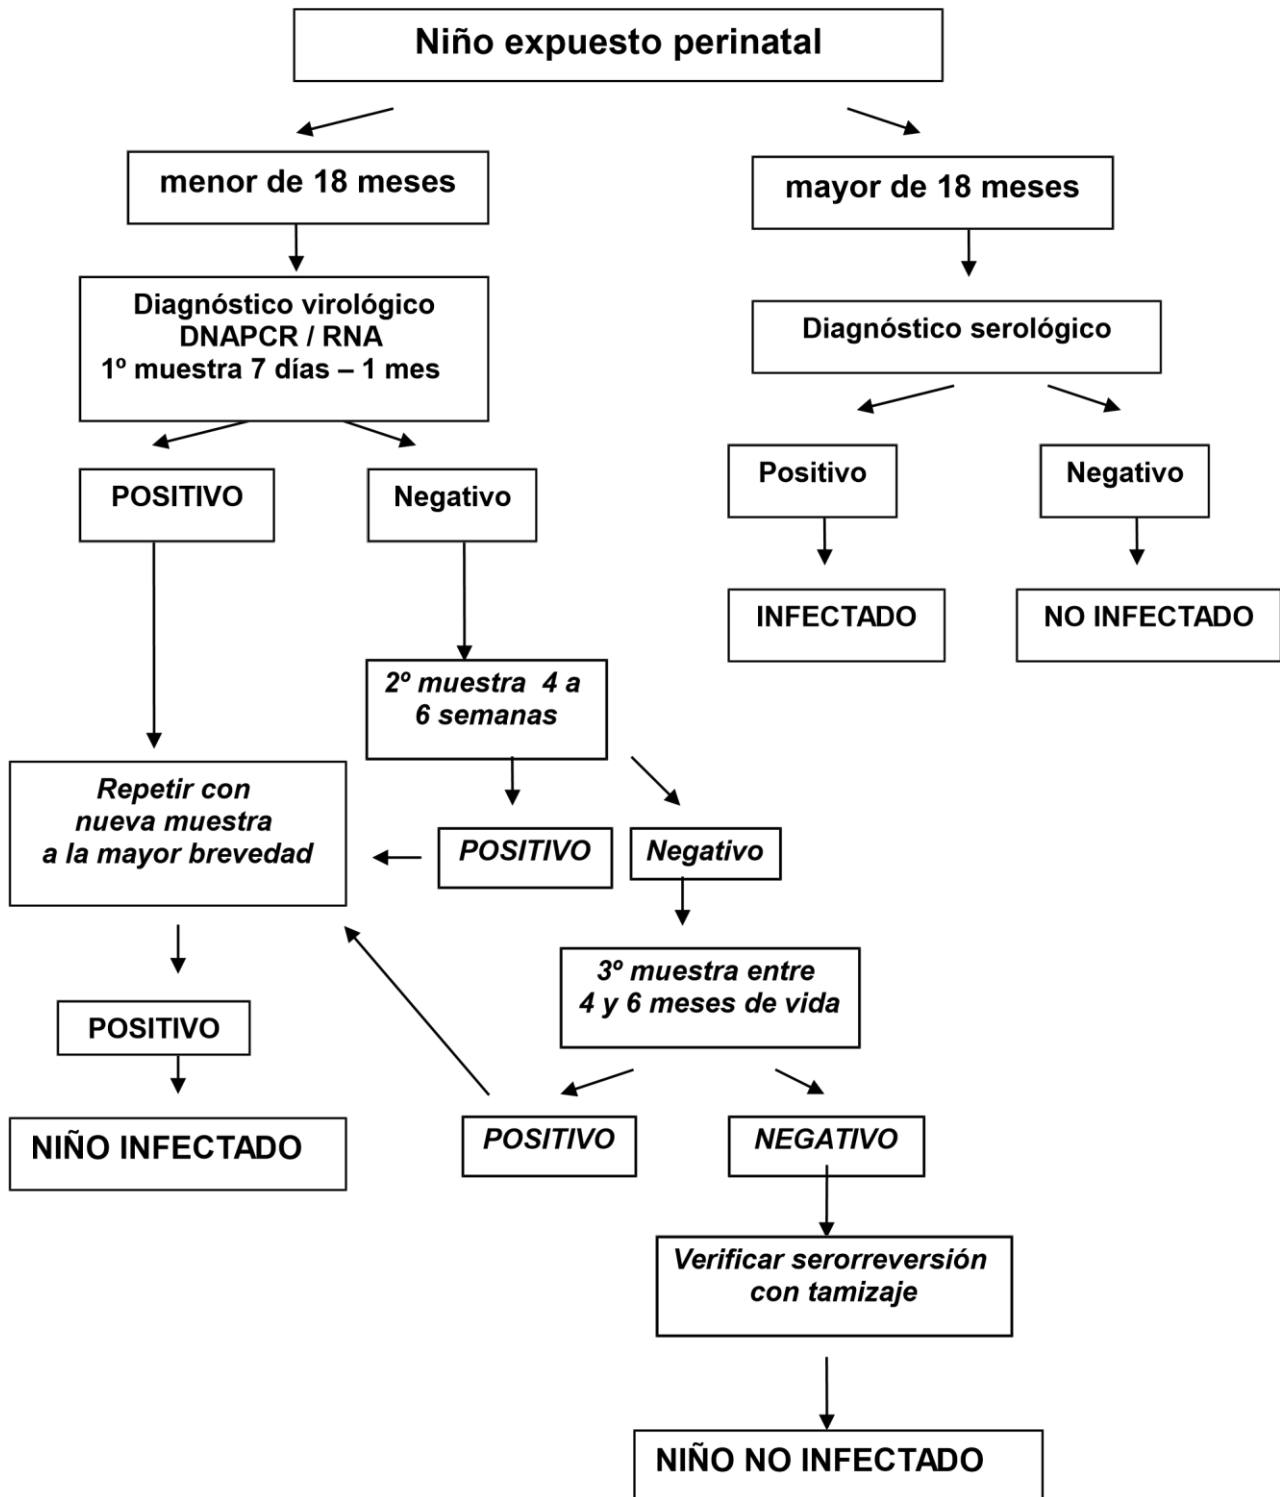 Niño expuesto perinatal
menor de 18 meses
mayor de 18 meses
Diagnóstico virológico
DNAPCR / RNA
1º muestra 7 días – 1 mes
Diagnóstico serológico
POSITIVO
Negativo
Positivo
Negativo
INFECTADO
NO INFECTADO
2º muestra 4 a
6 semanas
Repetir con
nueva muestra
a la mayor brevedad
POSITIVO
Negativo
3º muestra entre
4 y 6 meses de vida
POSITIVO
NIÑO INFECTADO
POSITIVO
NEGATIVO
Verificar serorreversión
con tamizaje
NIÑO NO INFECTADO